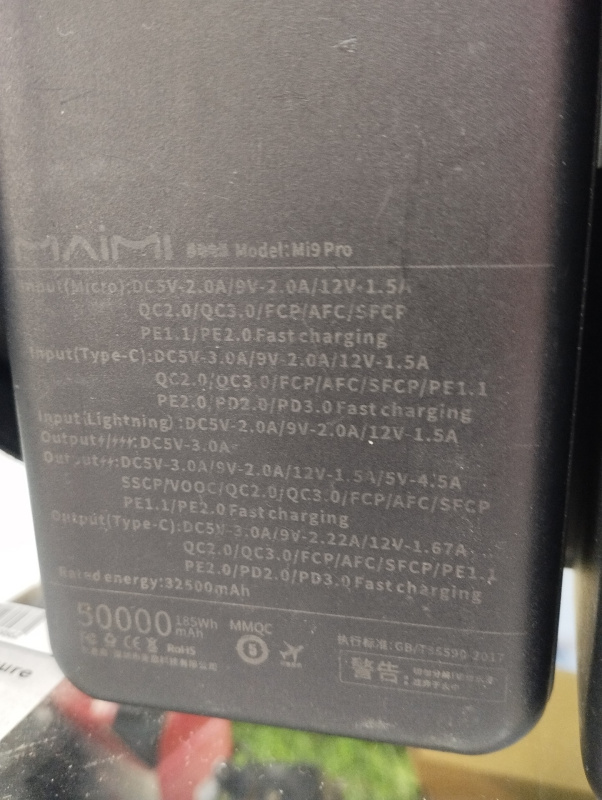 MAIMI Model:Mi9 Pro
Input(Micro):DC5V-2.0A/9V-2.0A/12V-1.5A
QC2.0/QC3.0/FCP/AFC/SFCP
PE1.1/PE2.0 Fast charging
Input(Type-C):DC5V-3.0A/9V-2.0A/12V-1.5A
QC2.0/QC3.0/FCP/AFC/SFCP/PE1.1
PE2.0/PD2.0/PD3.0 Fast charging
Input(Lightning):DC5V-2.0A/9V-2.0A/12V-1.5A
Output:DC5V-3.0A
Output:DC5V-3.0A/9V-2.0A/12V-1.5A/5V-4.5A
SSCP/VOOC/QC2.0/QC3.0/FCP/AFC/SFCP
PE1.1/PE2.0 Fast charging
Output(Type-C):DC5V-3.0A/9V-2.22A/12V-1.67A
QC2.0/QC3.0/FCP/AFC/SFCP/PE1.1
PE2.0/PD2.0/PD3.0 Fast charging
Rated energy:32500mAh
50000 185Wh mAh MMQC
FC CE RoHS 5
执行标准:GB/T35590-2017
警告
ure